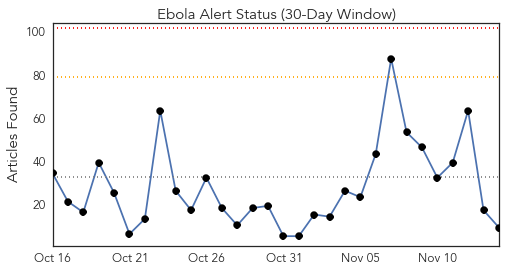 Ebola Alert Status (30-Day Window)
Articles Found
100
80
60
40
20
Oct 16 Oct 21 Oct 26 Oct 31 Nov 05 Nov 10